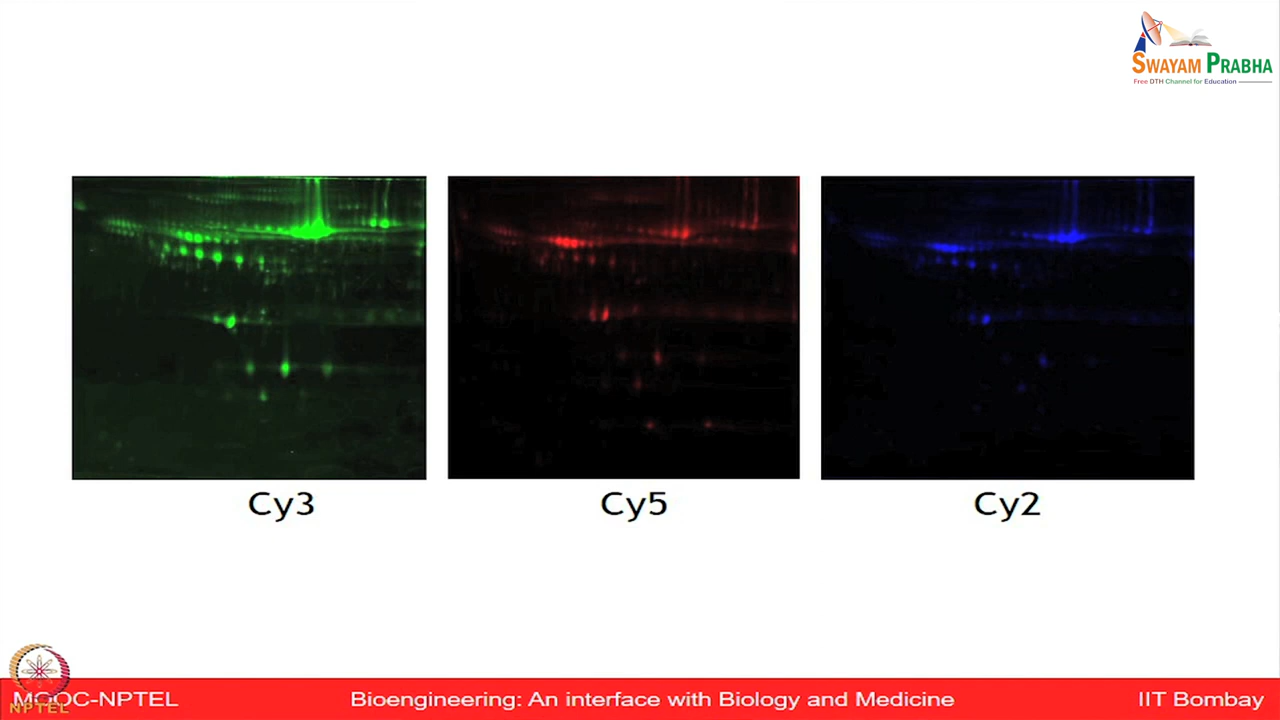 SWAYAM PRABHA
Free DTH Channel for Education
Cy3 Cy5 Cy2
MOOC-NPTEL Bioengineering: An interface with Biology and Medicine IIT Bombay
NPTEL